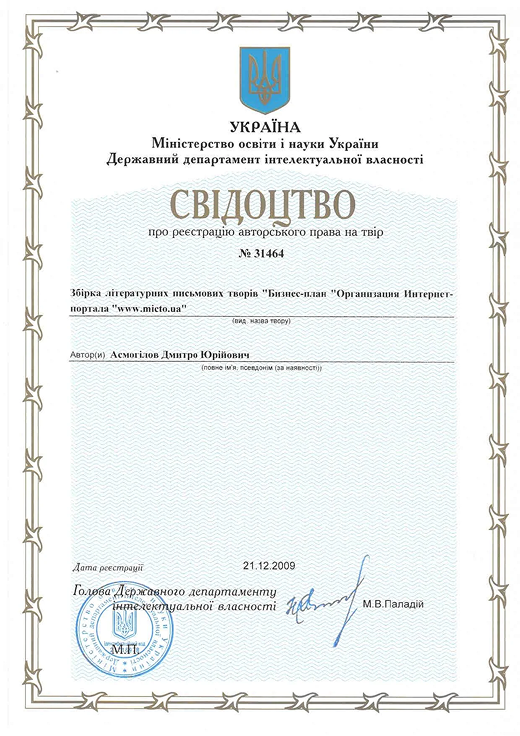 УКРАЇНА
Міністерство освіти і науки України
Державний департамент інтелектуальної власності
СВІДОЦТВО
про реєстрацію авторського права на твір
№ 31464
Збірка літературних письмових творів "Бизнес-план "Организация Интернет-
портала "www.micto.ua"
(вид, назва твору)
Автор(и) Асмогілов Дмитро Юрійович
(повне ім'я, псевдонім (за наявності))
Дата реєстрації 21.12.2009
Голова Державного департаменту
інтелектуальної власності М.В.Паладій
М.П.